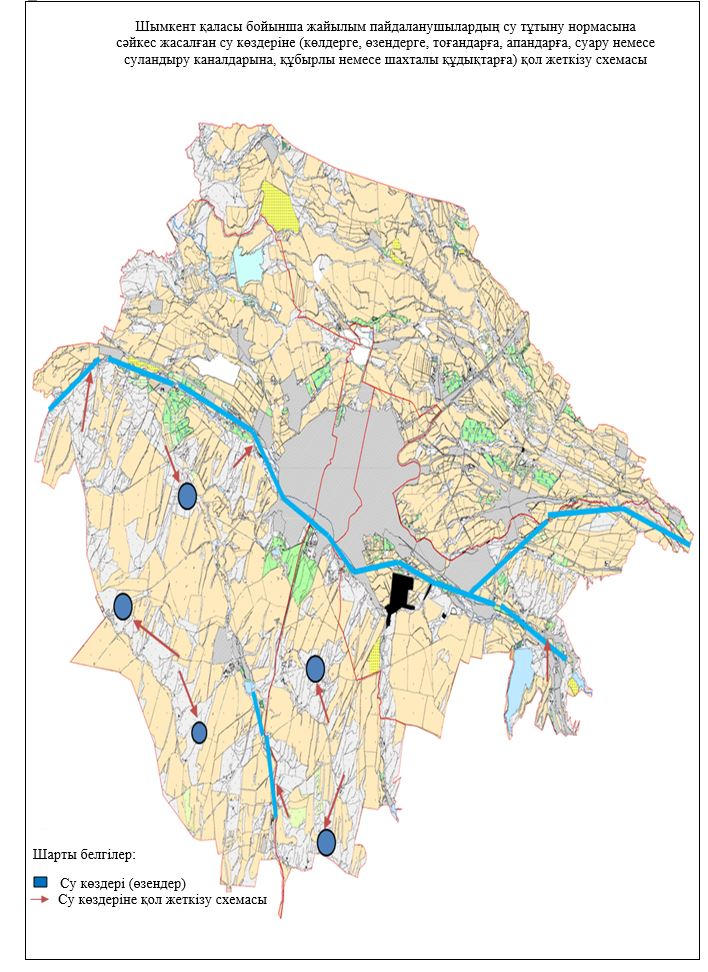 Шымкент қаласы бойынша жайылым пайдаланушылардың су тұтыну нормасына
сәйкес жасалған су көздеріне (көлдерге, өзендерге, тоғандарға, апандарға, суару немесе
суландыру каналдарына, құбырлы немесе шахталы құдықтарға) қол жеткізу схемасы
Шарты белгілер:
Су көздері (өзендер)
Су көздеріне қол жеткізу схемасы